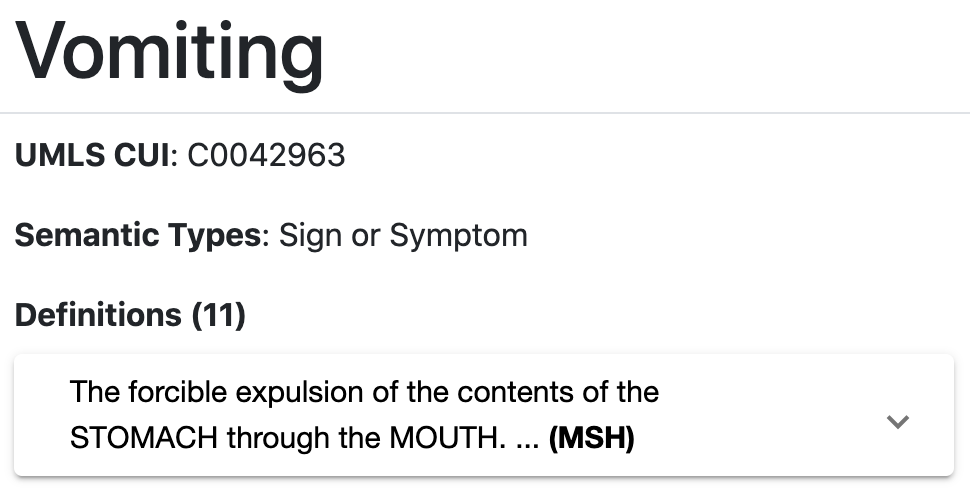 Vomiting
UMLS CUI: C0042963
Semantic Types: Sign or Symptom
Definitions (11)
The forcible expulsion of the contents of the
STOMACH through the MOUTH. ... (MSH)